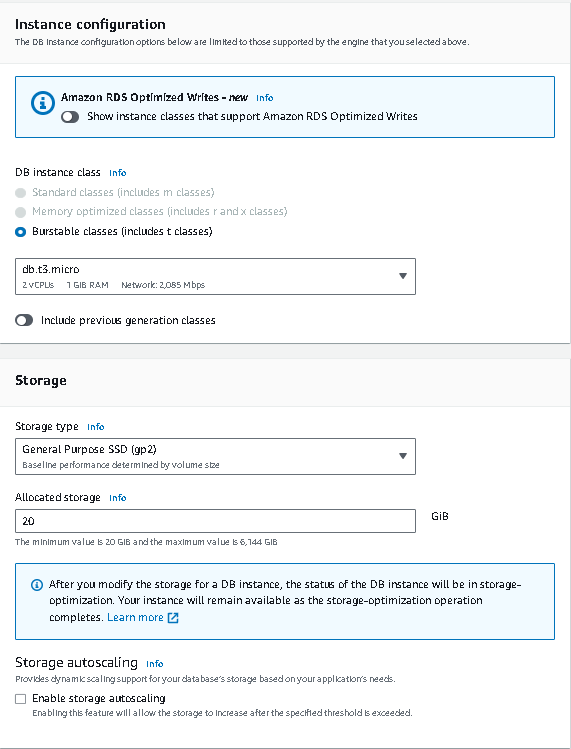 Instance configuration
The DB instance configuration options below are limited to those supported by the engine that you selected above.
Amazon RDS Optimized Writes - new Info
Show instance classes that support Amazon RDS Optimized Writes
DB instance class Info
Standard classes (includes m classes)
Memory optimized classes (includes r and x classes)
Burstable classes (includes t classes)
db.t3.micro
2 vCPUs 1 GiB RAM Network: 2,085 Mbps
Include previous generation classes
Storage
Storage type Info
General Purpose SSD (gp2)
Baseline performance determined by volume size
Allocated storage Info
20
GiB
The minimum value is 20 GiB and the maximum value is 6,144 GiB
After you modify the storage for a DB instance, the status of the DB instance will be in storage-
optimization. Your instance will remain available as the storage-optimization operation
completes. Learn more
Storage autoscaling Info
Provides dynamic scaling support for your database's storage based on your application's needs.
Enable storage autoscaling
Enabling this feature will allow the storage to increase after the specified threshold is exceeded.